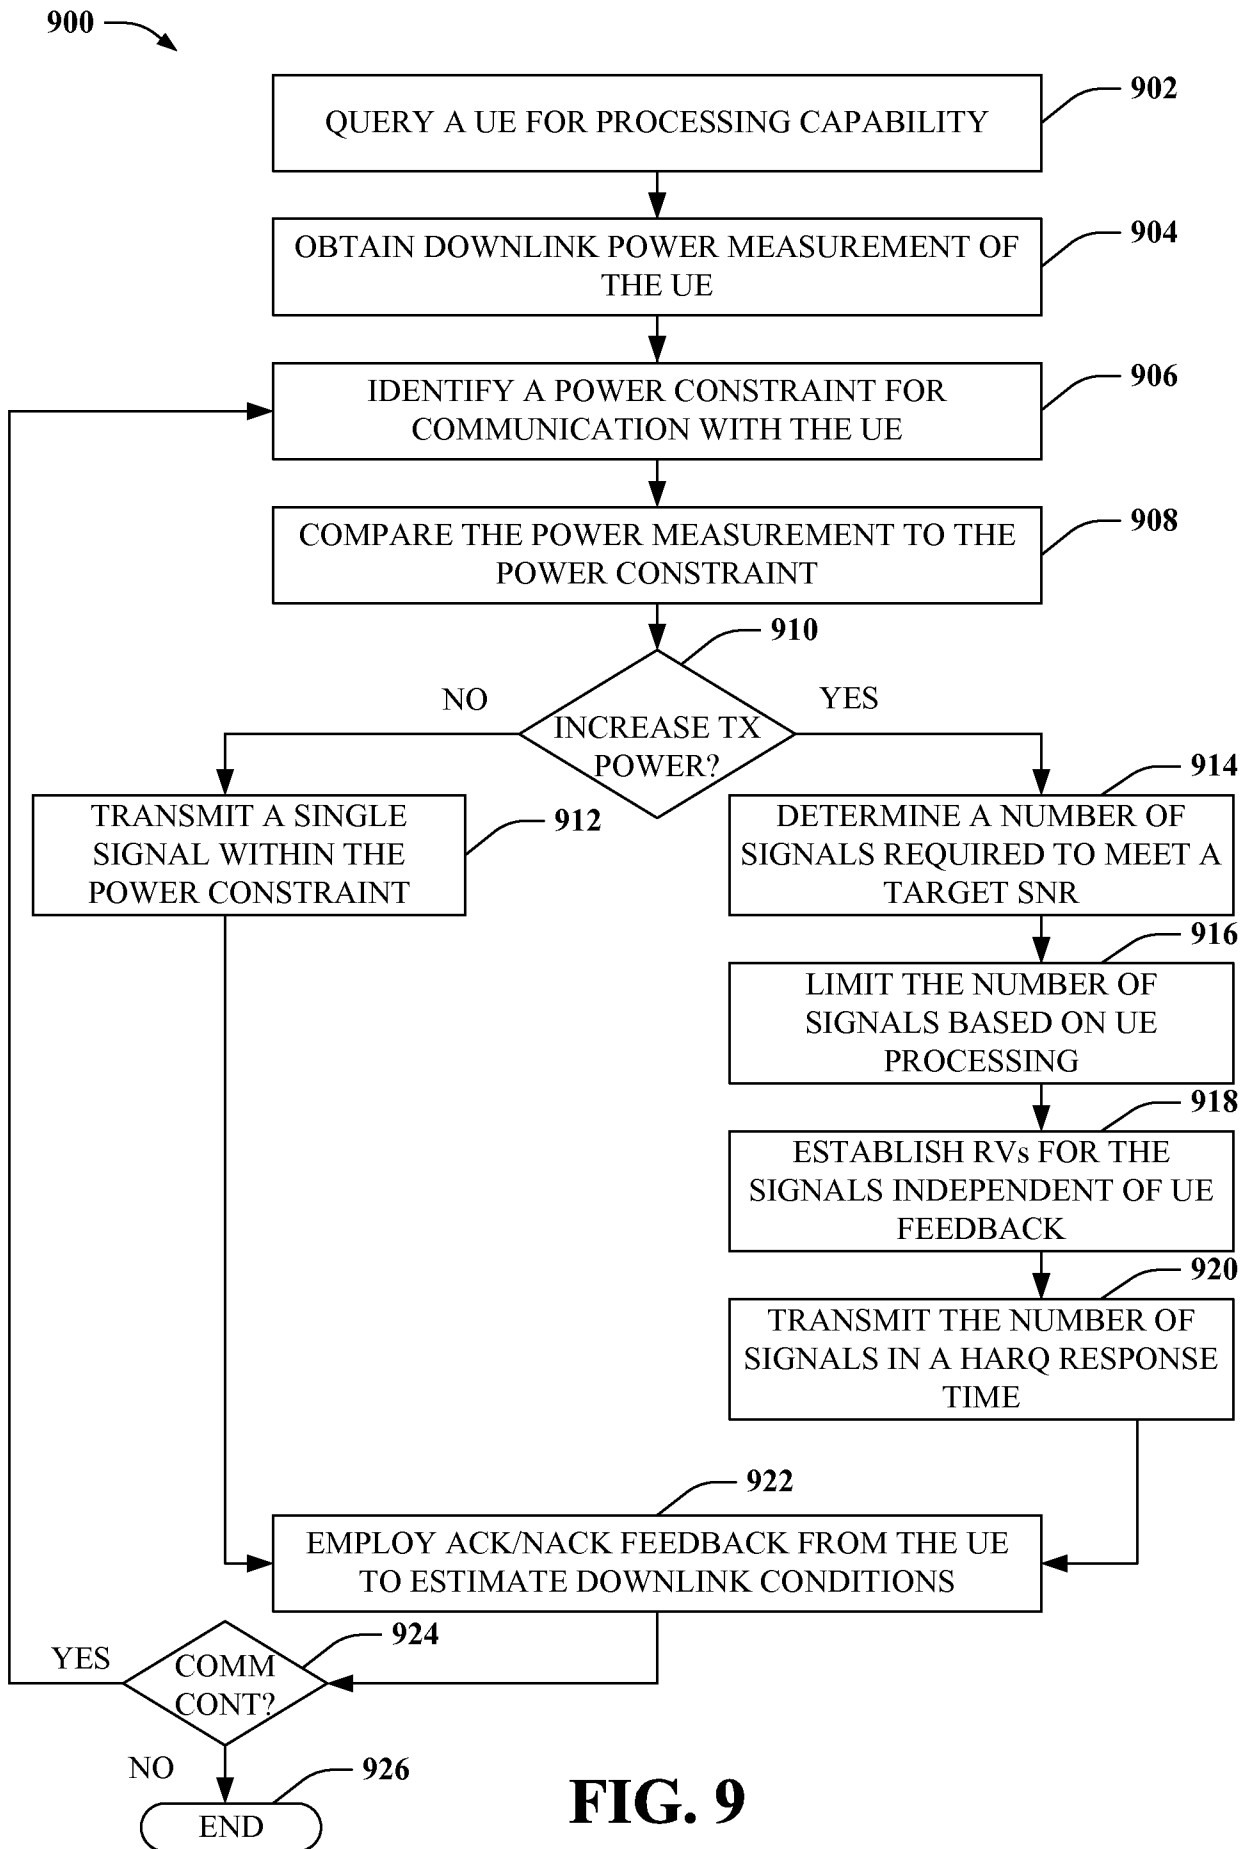 900
902
QUERY A UE FOR PROCESSING CAPABILITY
904
OBTAIN DOWNLINK POWER MEASUREMENT OF
THE UE
906
IDENTIFY A POWER CONSTRAINT FOR
COMMUNICATION WITH THE UE
908
COMPARE THE POWER MEASUREMENT TO THE
POWER CONSTRAINT
910
NO
YES
INCREASE TX
POWER?
912
TRANSMIT A SINGLE
SIGNAL WITHIN THE
POWER CONSTRAINT
914
DETERMINE A NUMBER OF
SIGNALS REQUIRED TO MEET A
TARGET SNR
916
LIMIT THE NUMBER OF
SIGNALS BASED ON UE
PROCESSING
918
ESTABLISH RVs FOR THE
SIGNALS INDEPENDENT OF UE
FEEDBACK
920
TRANSMIT THE NUMBER OF
SIGNALS IN A HARQ RESPONSE
TIME
922
EMPLOY ACK/NACK FEEDBACK FROM THE UE
TO ESTIMATE DOWNLINK CONDITIONS
924
YES
COMM
CONT?
NO
926
END
FIG. 9